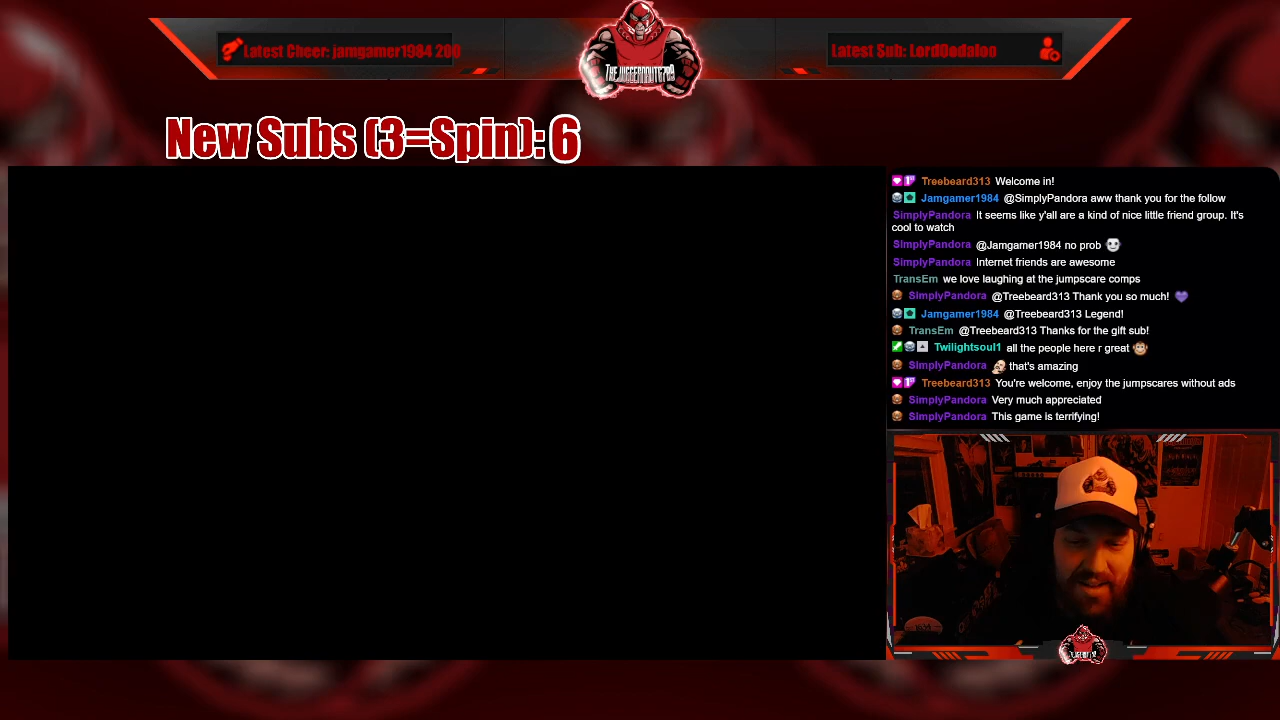 Latest Cheer: jamgamer1984 200
THEJUGGERNAUT6789
Latest Sub: LordOodaloo
New Subs (3=Spin): 6
Treebeard313 Welcome in!
Jamgamer1984 @SimplyPandora aww thank you for the follow
SimplyPandora It seems like y'all are a kind of nice little friend group. It's
cool to watch
SimplyPandora @Jamgamer1984 no prob
SimplyPandora Internet friends are awesome
TransEm we love laughing at the jumpscare comps
SimplyPandora @Treebeard313 Thank you so much!
Jamgamer1984 @Treebeard313 Legend!
TransEm @Treebeard313 Thanks for the gift sub!
Twilightsoul1 all the people here r great
SimplyPandora that's amazing
Treebeard313 You're welcome, enjoy the jumpscares without ads
SimplyPandora Very much appreciated
SimplyPandora This game is terrifying!